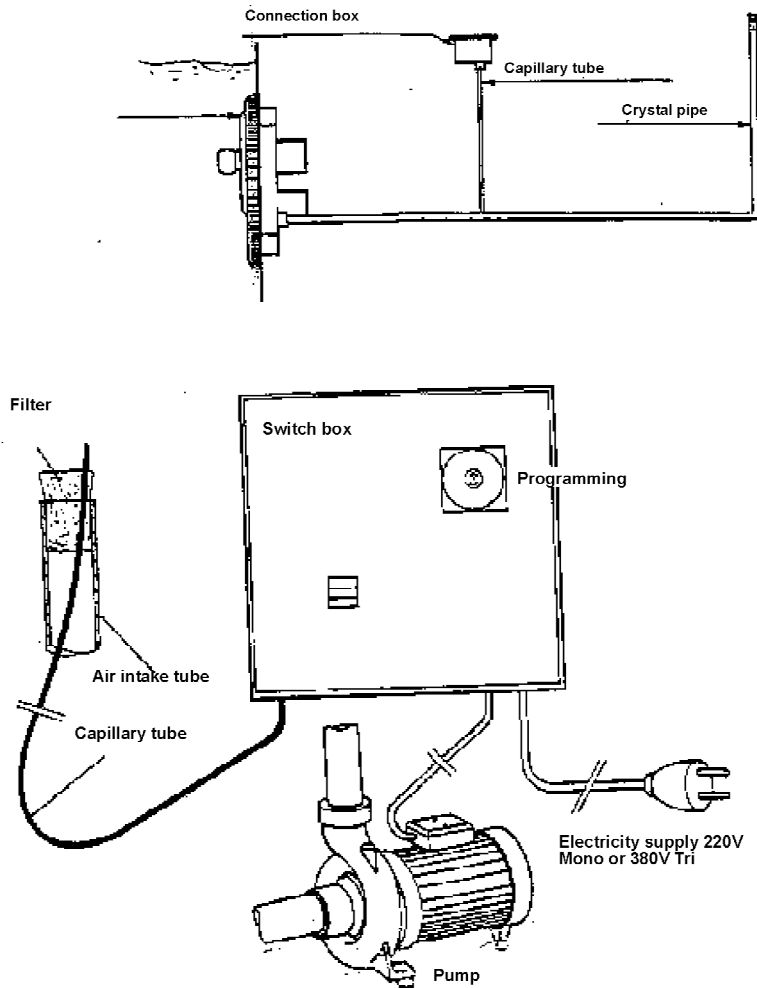 Connection box
Capillary tube
Crystal pipe
Filter
Switch box
Programming
Air intake tube
Capillary tube
Electricity supply 220V
Mono or 380V Tri
Pump